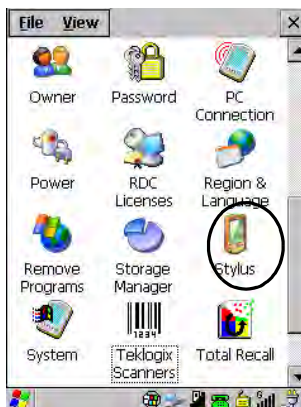 File View
Owner Password PC
Connection
Power RDC Region &
Licenses Language
Remove Storage Stylus
Programs Manager
1234
System Teklogix Total Recall
Scanners